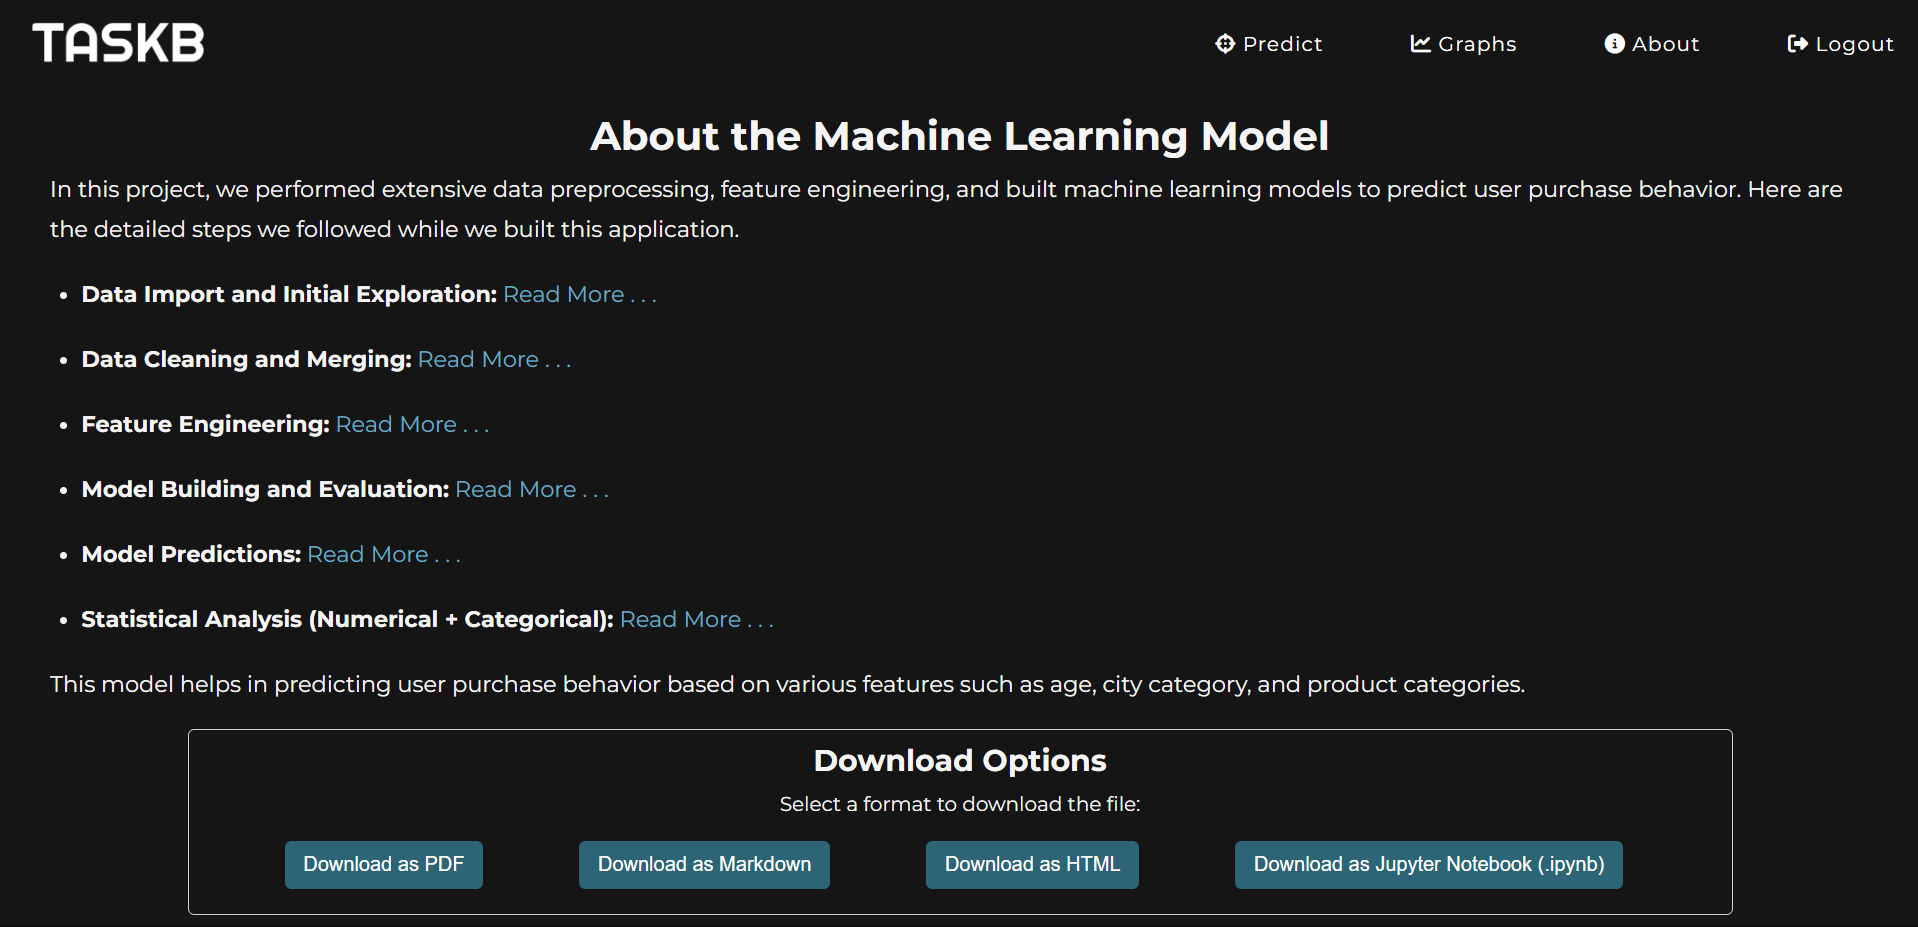 TASKB
Predict
Graphs
About
Logout
About the Machine Learning Model
In this project, we performed extensive data preprocessing, feature engineering, and built machine learning models to predict user purchase behavior. Here are
the detailed steps we followed while we built this application.
• Data Import and Initial Exploration: Read More . . .
• Data Cleaning and Merging: Read More . . .
• Feature Engineering: Read More . . .
• Model Building and Evaluation: Read More . . .
• Model Predictions: Read More . . .
• Statistical Analysis (Numerical + Categorical): Read More . . .
This model helps in predicting user purchase behavior based on various features such as age, city category, and product categories.
Download Options
Select a format to download the file:
Download as PDF
Download as Markdown
Download as HTML
Download as Jupyter Notebook (.ipynb)